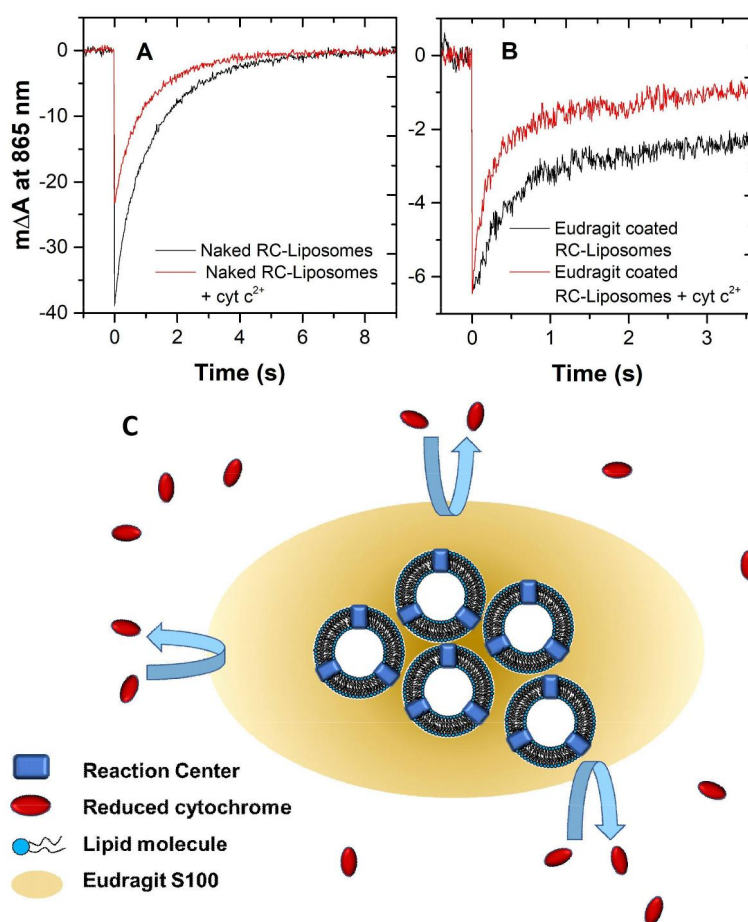 A
0
-10
-20
-30
-40
0
2
4
6
8
mΔA at 865 nm
Time (s)
Naked RC-Liposomes
Naked RC-Liposomes
+ cyt c²⁺
B
0
-2
-4
-6
0
1
2
3
Time (s)
Eudragit coated
RC-Liposomes
Eudragit coated
RC-Liposomes + cyt c²⁺
C
Reaction Center
Reduced cytochrome
Lipid molecule
Eudragit S100